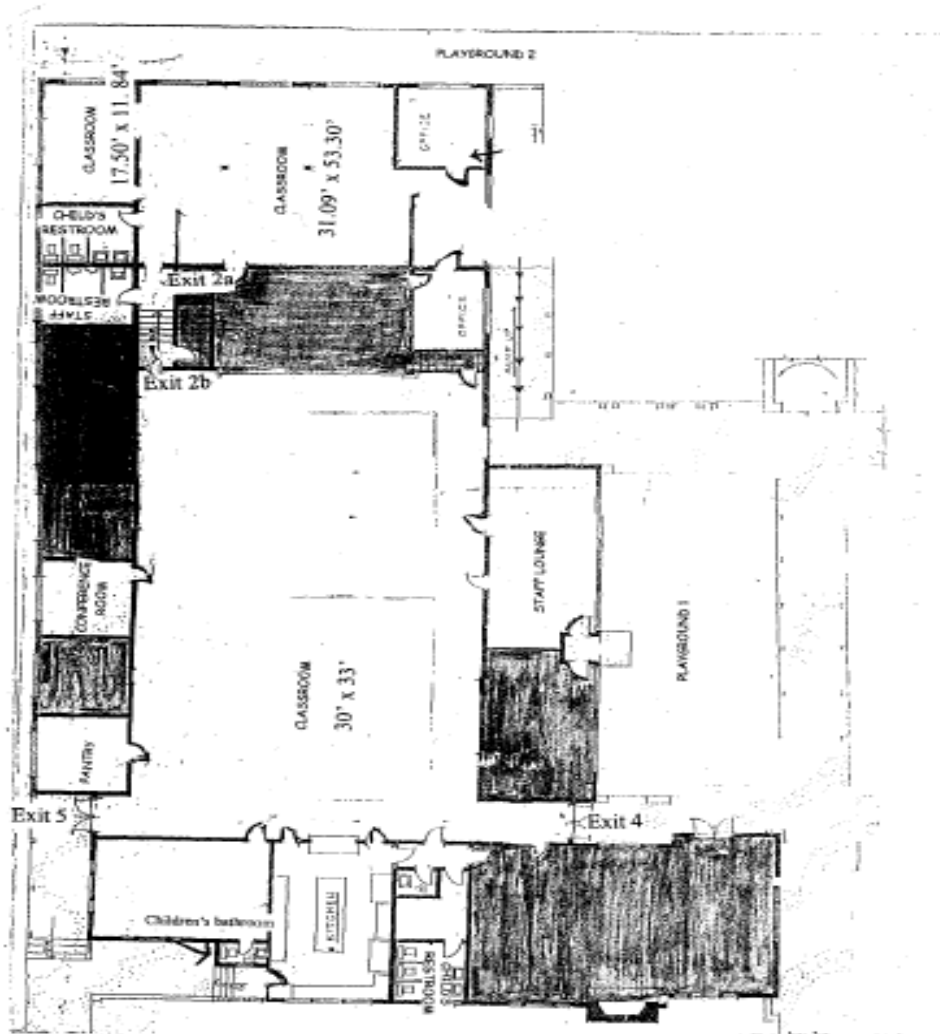 PLAYGROUND 2
CLASSROOM
17.50' x 11.84'
CLASSROOM
31.09' x 53.30'
OFFICE
CHILD'S
RESTROOM
STAFF
RESTROOM
Exit 2a
OFFICE
RAMP UP
Exit 2b
CONFERENCE
ROOM
STAFF LOUNGE
PLAYGROUND 1
CLASSROOM
30' x 33'
PANTRY
Exit 5
Exit 4
Children's bathroom
KITCHEN
CHILD'S
RESTROOM